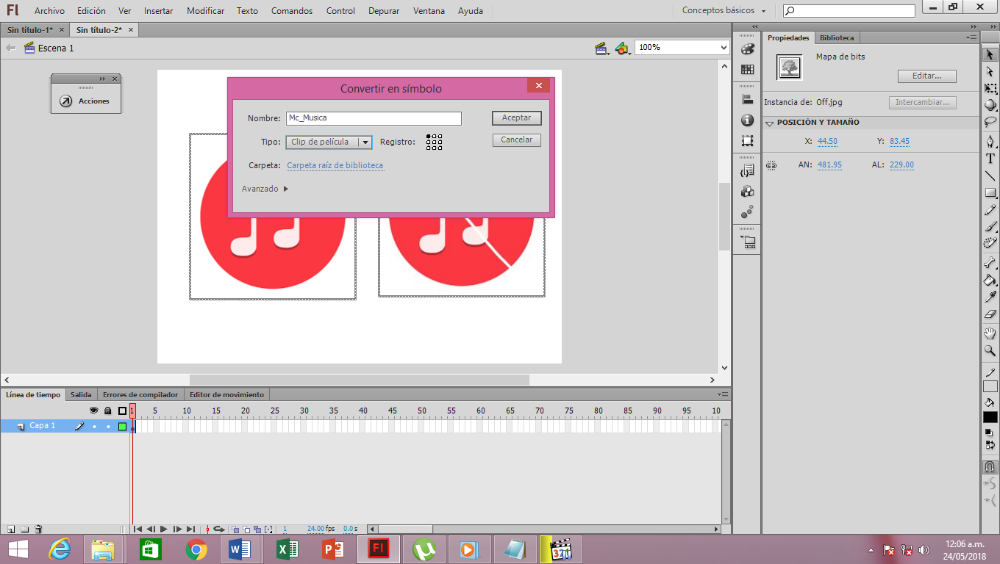 Fl Archivo Edición Ver Insertar Modificar Texto Comandos Control Depurar Ventana Ayuda Conceptos básicos
Sin título-1* × Sin título-2* ×
Escena 1 100%
Acciones
Convertir en símbolo
Nombre: Mc_Musica Aceptar
Tipo: Clip de película Registro: Cancelar
Carpeta: Carpeta raíz de biblioteca
Avanzado
Propiedades Biblioteca
Mapa de bits
Editar...
Instancia de: Off.jpg Intercambiar...
POSICIÓN Y TAMAÑO
X: 44.50 Y: 83.45
AN: 481.95 AL: 229.00
T
Línea de tiempo Salida Errores de compilador Editor de movimiento
1 5 10 15 20 25 30 35 40 45 50 55 60 65 70 75 80 85 90 95 10
Capa 1
1 24.00 fps 0.0 s
Fl
321
12:06 a.m.
24/05/2018